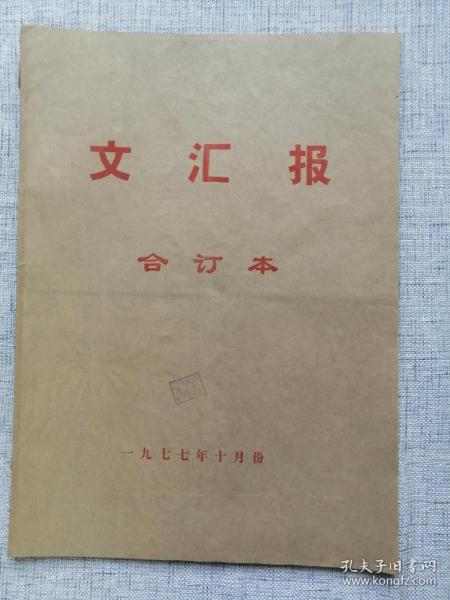 文汇报
合订本
一九七七年十月份
孔夫子旧书网
www.kongfz.com